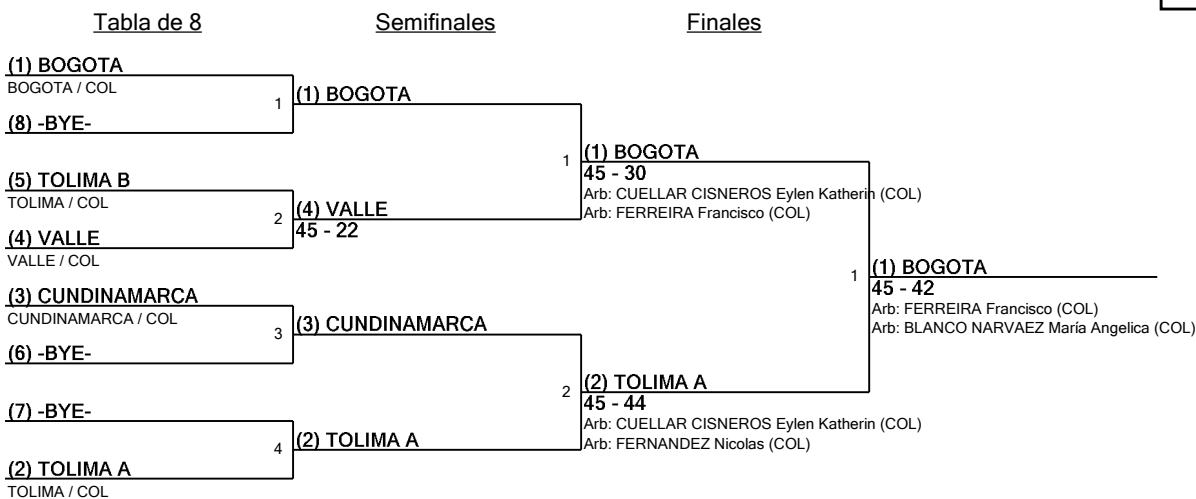 Tabla de 8
Semifinales
Finales
(1) BOGOTA
BOGOTA / COL
1
(1) BOGOTA
(8) -BYE-
1
(1) BOGOTA
45 - 30
Arb: CUELLAR CISNEROS Eylen Katherin (COL)
Arb: FERREIRA Francisco (COL)
(5) TOLIMA B
TOLIMA / COL
2
(4) VALLE
45 - 22
(4) VALLE
VALLE / COL
1
(1) BOGOTA
45 - 42
Arb: FERREIRA Francisco (COL)
Arb: BLANCO NARVAEZ María Angelica (COL)
(3) CUNDINAMARCA
CUNDINAMARCA / COL
3
(3) CUNDINAMARCA
(6) -BYE-
2
(2) TOLIMA A
45 - 44
Arb: CUELLAR CISNEROS Eylen Katherin (COL)
Arb: FERNANDEZ Nicolas (COL)
(7) -BYE-
4
(2) TOLIMA A
(2) TOLIMA A
TOLIMA / COL